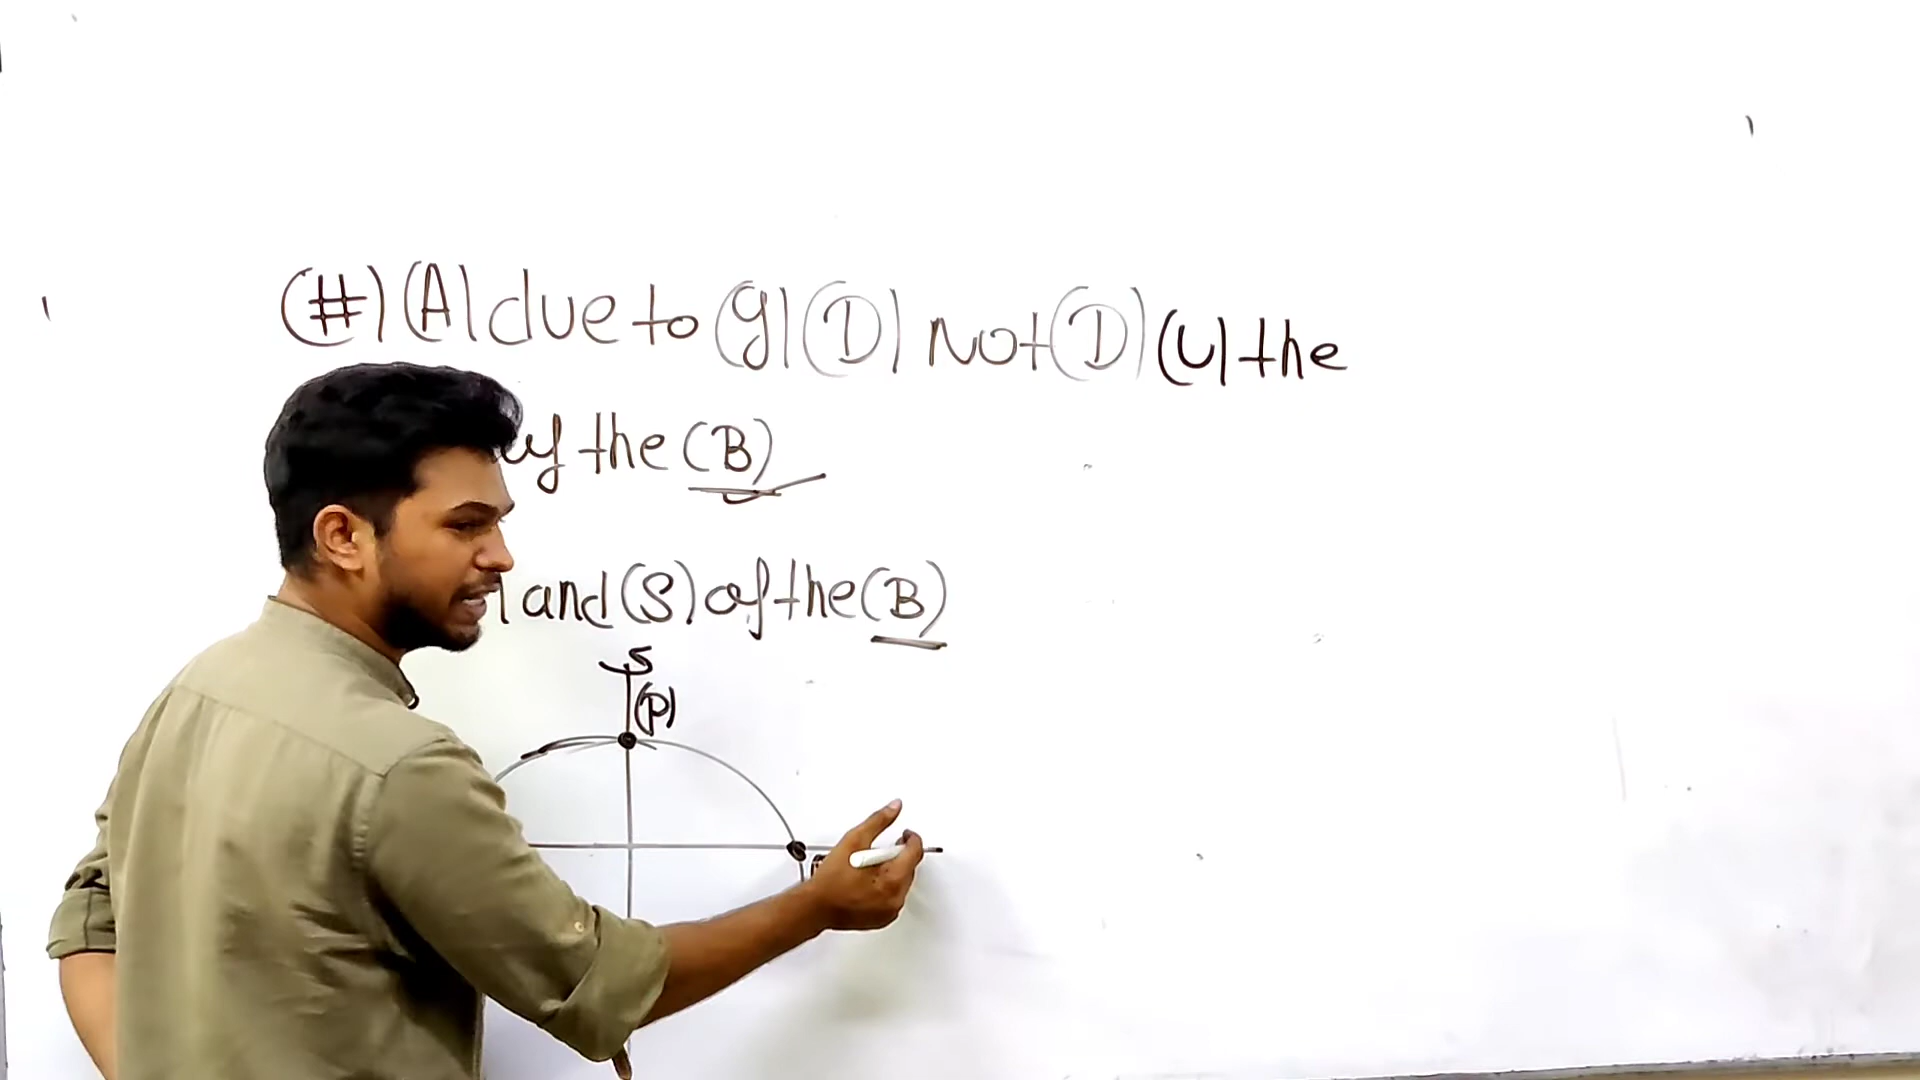 (#) (A) due to (g) (D) not (D) (U) the
the (B)
and (S) of the (B)
S
(P)